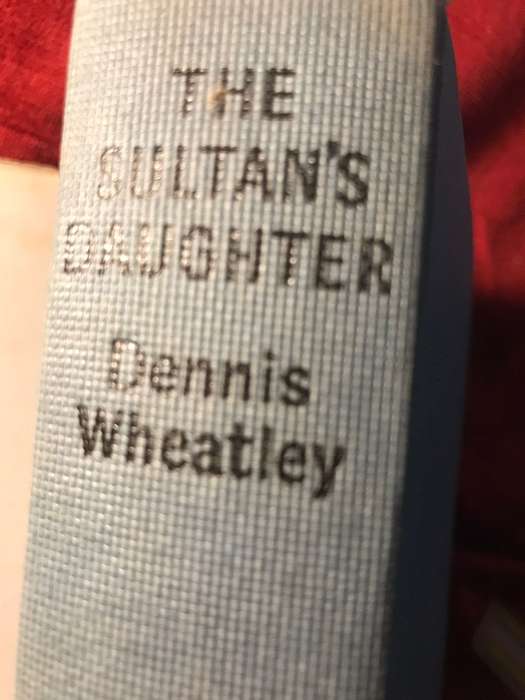 THE
SULTAN'S
DAUGHTER
Dennis
Wheatley